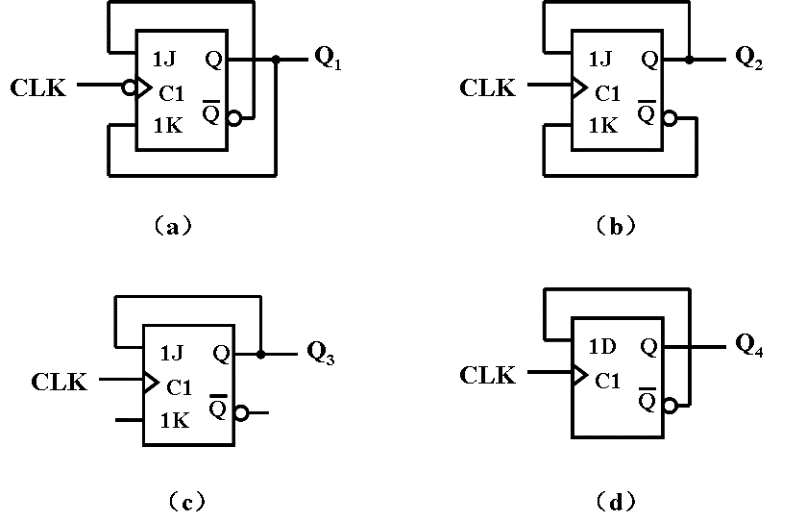 1J Q Q₁ 1J Q Q₂
CLK C1 CLK C1
1K Q̅ 1K Q̅
(a) (b)
1J Q Q₃ 1D Q Q₄
CLK C1 CLK C1
1K Q̅ Q̅
(c) (d)